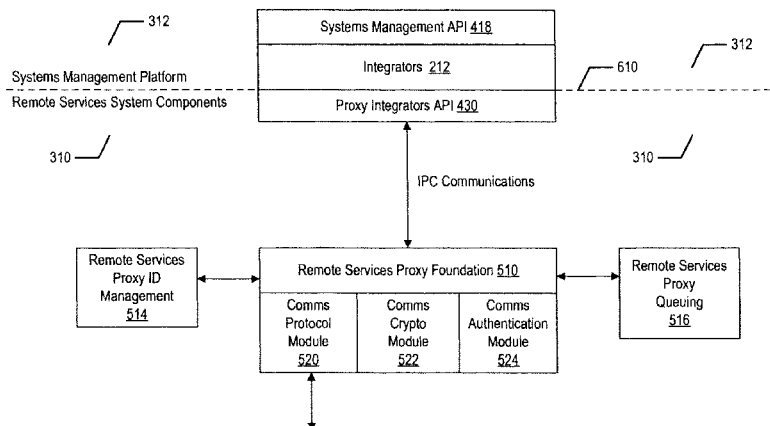 312
Systems Management API 418
312
Systems Management Platform
Integrators 212
610
Remote Services System Components
Proxy Integrators API 430
310
310
IPC Communications
Remote Services
Proxy ID
Management
514
Remote Services Proxy Foundation 510
Remote Services
Proxy
Queuing
516
Comms
Protocol
Module
520
Comms
Crypto
Module
522
Comms
Authentication
Module
524